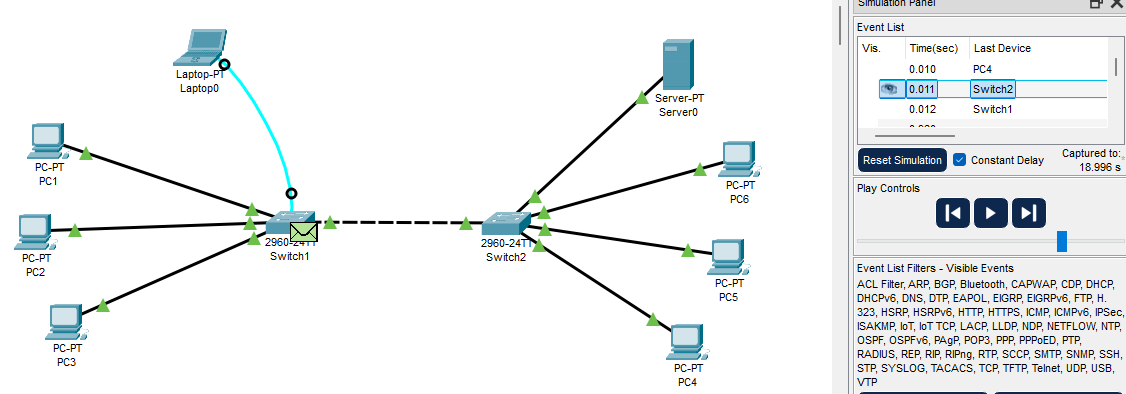 Simulation Panel
Event List
Vis. Time(sec) Last Device
0.010 PC4
0.011 Switch2
0.012 Switch1
Reset Simulation Constant Delay Captured to:
18.996 s
Play Controls
Event List Filters - Visible Events
ACL Filter, ARP, BGP, Bluetooth, CAPWAP, CDP, DHCP,
DHCPv6, DNS, DTP, EAPOL, EIGRP, EIGRPv6, FTP, H.
323, HSRP, HSRPv6, HTTP, HTTPS, ICMP, ICMPv6, IPSec,
ISAKMP, IoT, IoT TCP, LACP, LLDP, NDP, NETFLOW, NTP,
OSPF, OSPFv6, PAgP, POP3, PPP, PPPoED, PTP,
RADIUS, REP, RIP, RIPng, RTP, SCCP, SMTP, SNMP, SSH,
STP, SYSLOG, TACACS, TCP, TFTP, Telnet, UDP, USB,
VTP
Laptop-PT
Laptop0
Server-PT
Server0
PC-PT
PC1
PC-PT
PC6
PC-PT
PC2
2960-24TT
Switch1
2960-24TT
Switch2
PC-PT
PC5
PC-PT
PC3
PC-PT
PC4